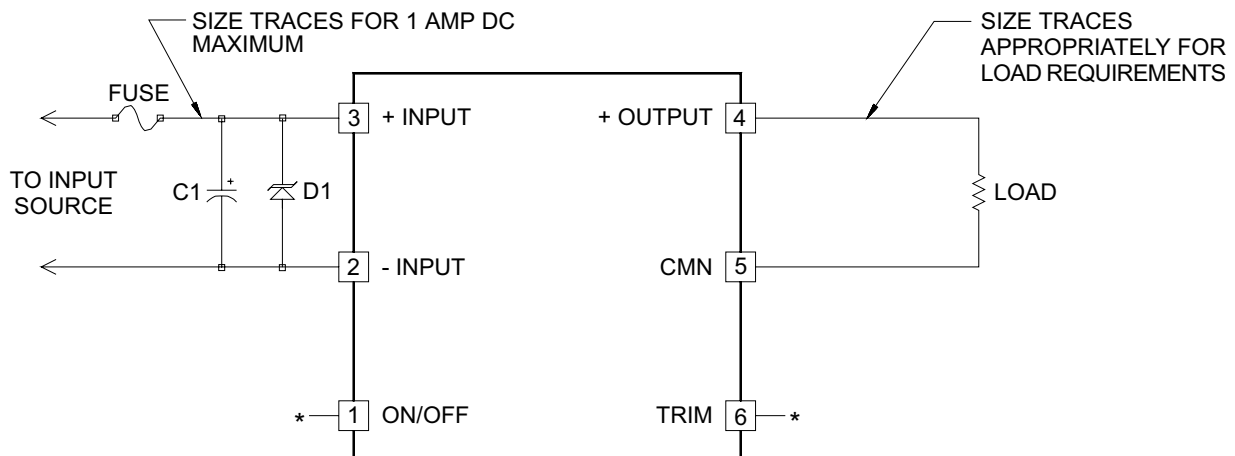 SIZE TRACES FOR 1 AMP DC
MAXIMUM
SIZE TRACES
APPROPRIATELY FOR
LOAD REQUIREMENTS
FUSE
3 + INPUT
+ OUTPUT 4
TO INPUT
SOURCE
C1 +
D1
LOAD
2 - INPUT
CMN 5
* 1 ON/OFF
TRIM 6 *